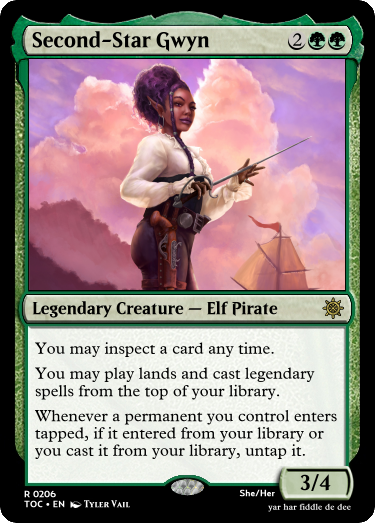 Second-Star Gwyn 2
Legendary Creature — Elf Pirate
You may inspect a card any time.
You may play lands and cast legendary
spells from the top of your library.
Whenever a permanent you control enters
tapped, if it entered from your library or
you cast it from your library, untap it.
3/4
R 0206 She/Her
TOC • EN Tyler Vail yar har fiddle de dee